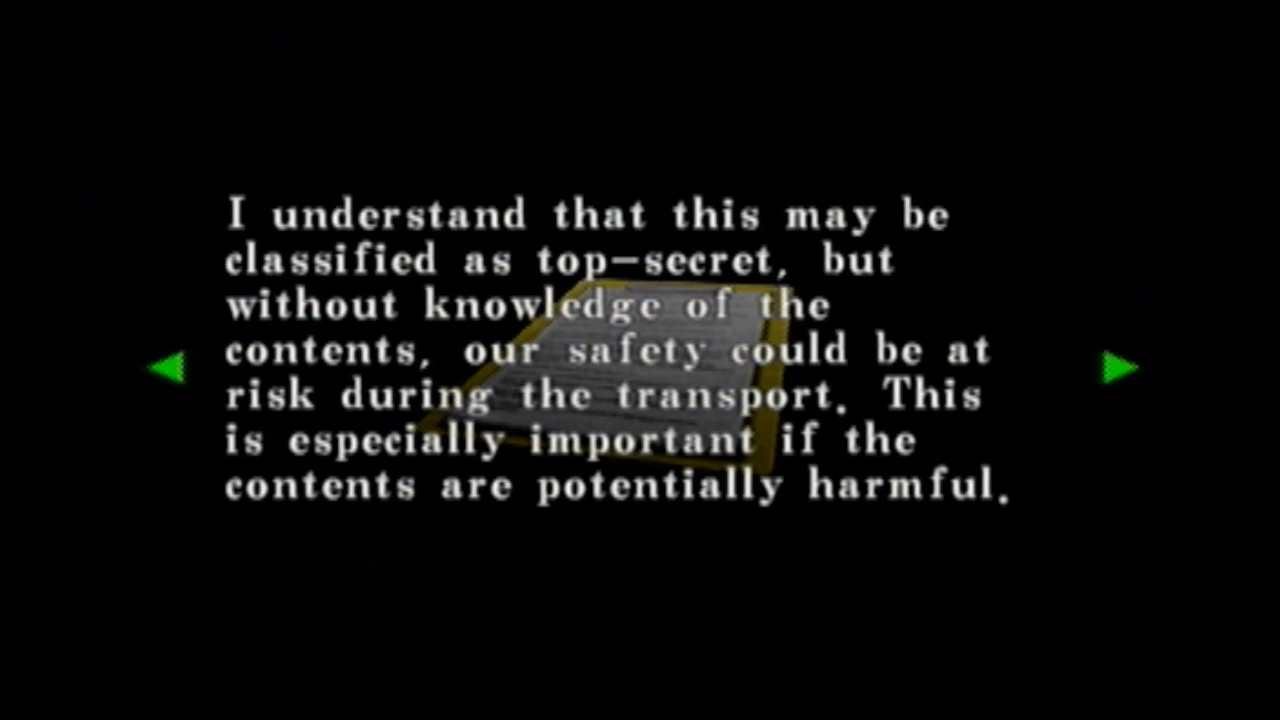 I understand that this may be
classified as top-secret, but
without knowledge of the
contents, our safety could be at
risk during the transport. This
is especially important if the
contents are potentially harmful.